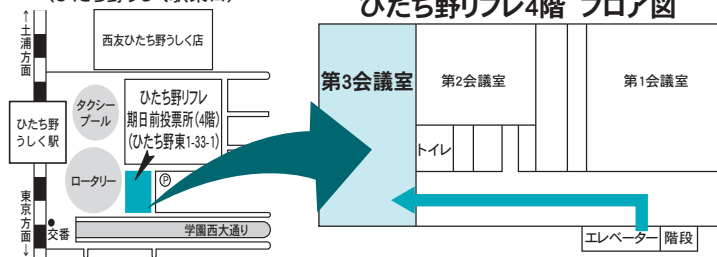 ひたち野リフレ4階 フロア図
↑土浦方面
西友ひたち野うしく店
タクシー
プール
ひたち野リフレ
期日前投票所(4階)
(ひたち野東1-33-1)
ひたち野
うしく駅
ロータリー
P
東京方面↓
交番
学園西大通り
第3会議室
第2会議室
第1会議室
トイレ
エレベーター
階段